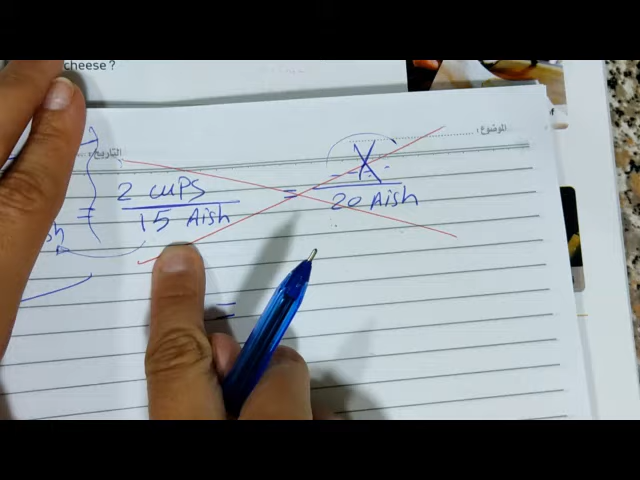 cheese ?
التاريخ :
الموضوع :
2 cups = X
15 Aish 20 Aish
=